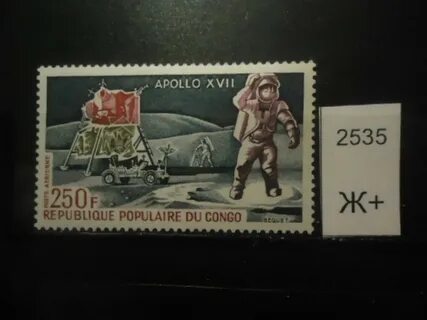 APOLLO XVII
POSTE AERIENNE
250F
REPUBLIQUE POPULAIRE DU CONGO
BEQUET
2535
Ж+